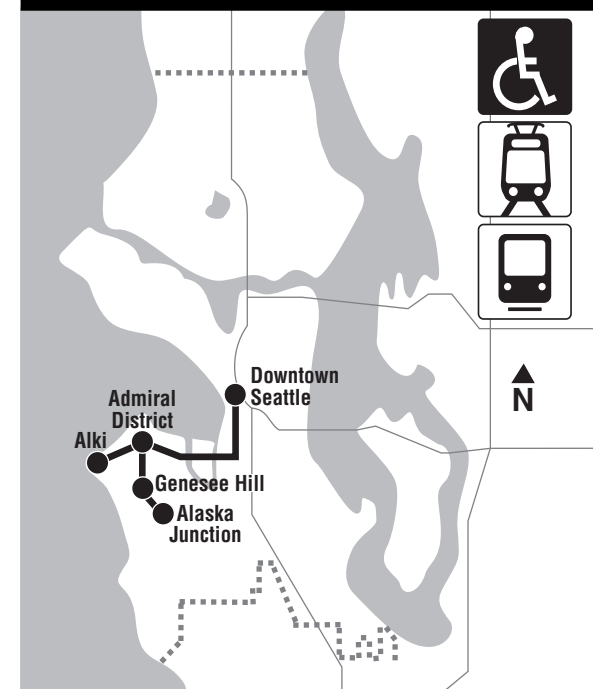 Downtown
Seattle
N
Admiral
District
Alki
Genesee Hill
Alaska
Junction